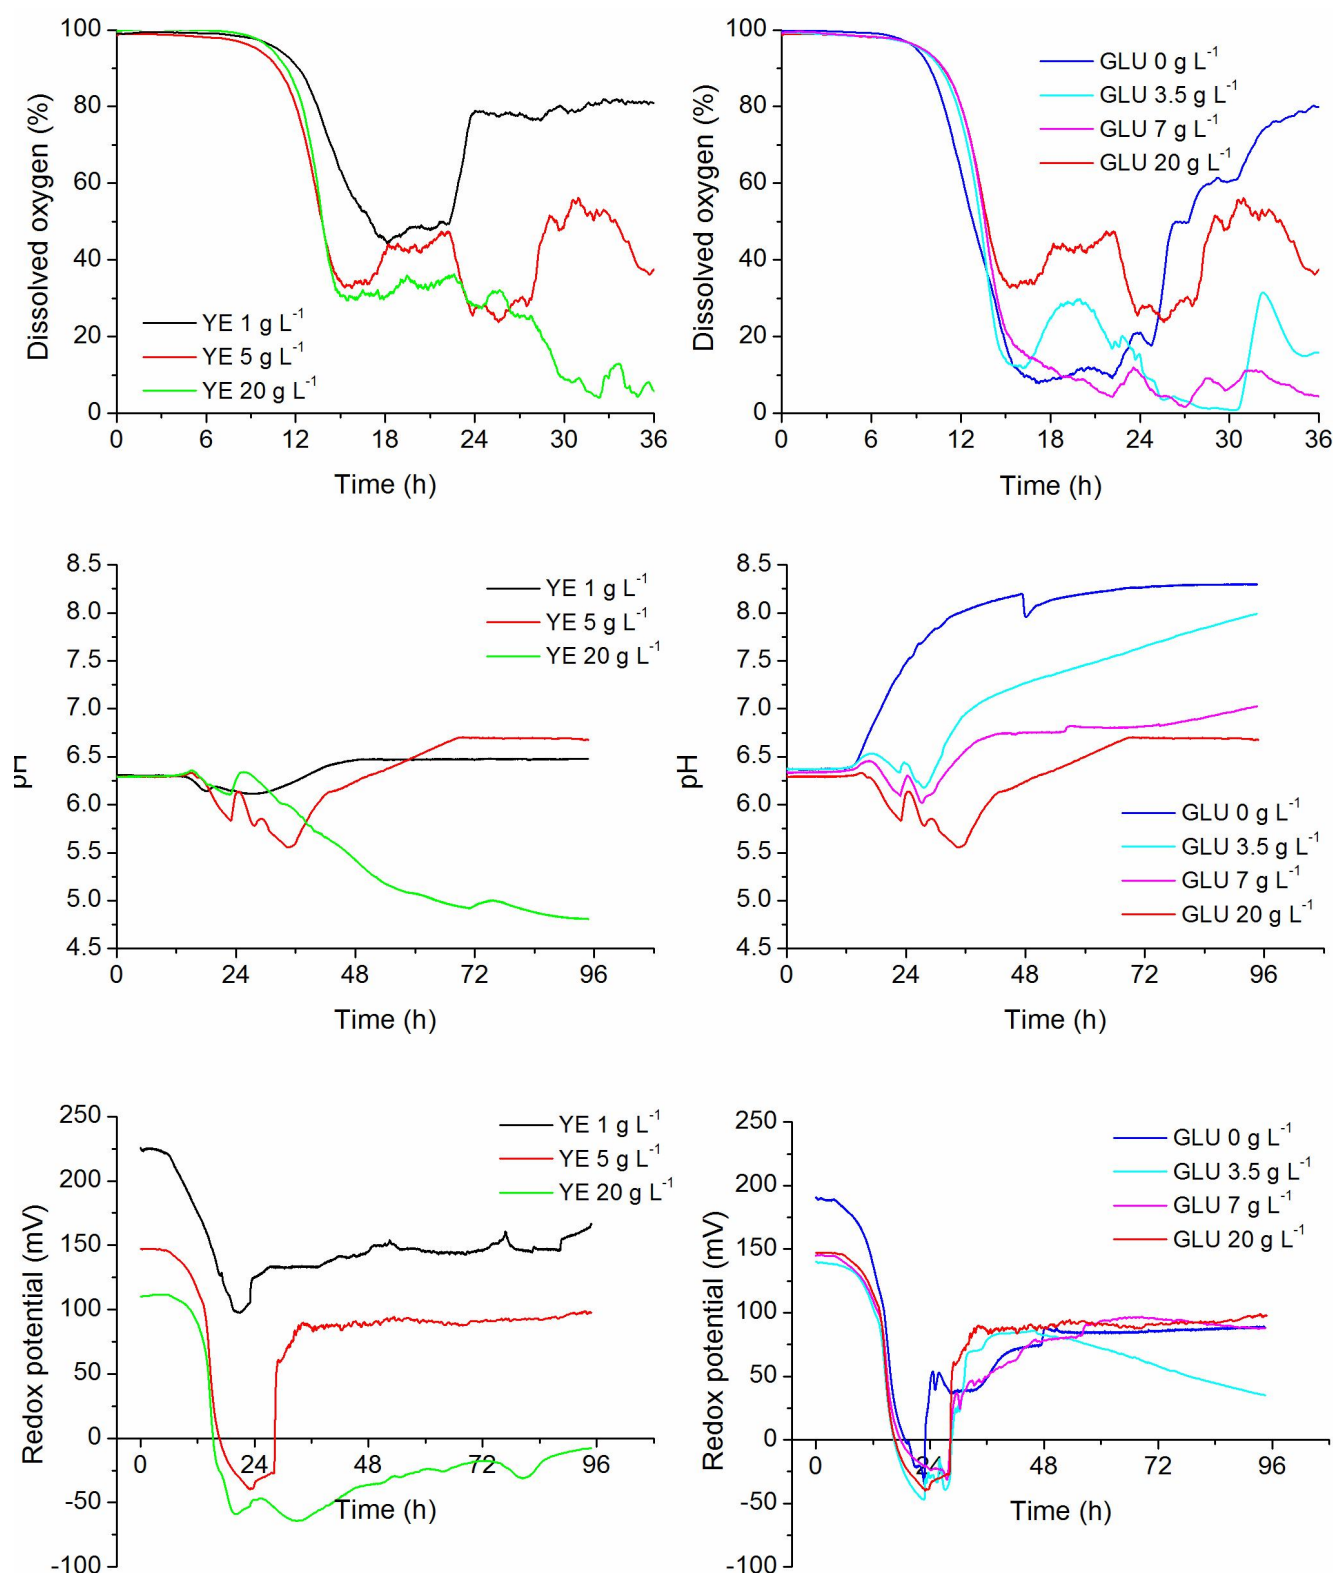 100
80
60
40
20
0
Dissolved oxygen (%)
YE 1 g L⁻¹
YE 5 g L⁻¹
YE 20 g L⁻¹
0 6 12 18 24 30 36
Time (h)
100
80
60
40
20
0
Dissolved oxygen (%)
GLU 0 g L⁻¹
GLU 3.5 g L⁻¹
GLU 7 g L⁻¹
GLU 20 g L⁻¹
0 6 12 18 24 30 36
Time (h)
8.5
8.0
7.5
7.0
6.5
6.0
5.5
5.0
4.5
pH
YE 1 g L⁻¹
YE 5 g L⁻¹
YE 20 g L⁻¹
0 24 48 72 96
Time (h)
8.5
8.0
7.5
7.0
6.5
6.0
5.5
5.0
4.5
pH
GLU 0 g L⁻¹
GLU 3.5 g L⁻¹
GLU 7 g L⁻¹
GLU 20 g L⁻¹
0 24 48 72 96
Time (h)
250
200
150
100
50
0
-50
-100
Redox potential (mV)
YE 1 g L⁻¹
YE 5 g L⁻¹
YE 20 g L⁻¹
0 24 48 72 96
Time (h)
250
200
150
100
50
0
-50
-100
Redox potential (mV)
GLU 0 g L⁻¹
GLU 3.5 g L⁻¹
GLU 7 g L⁻¹
GLU 20 g L⁻¹
0 24 48 72 96
Time (h)